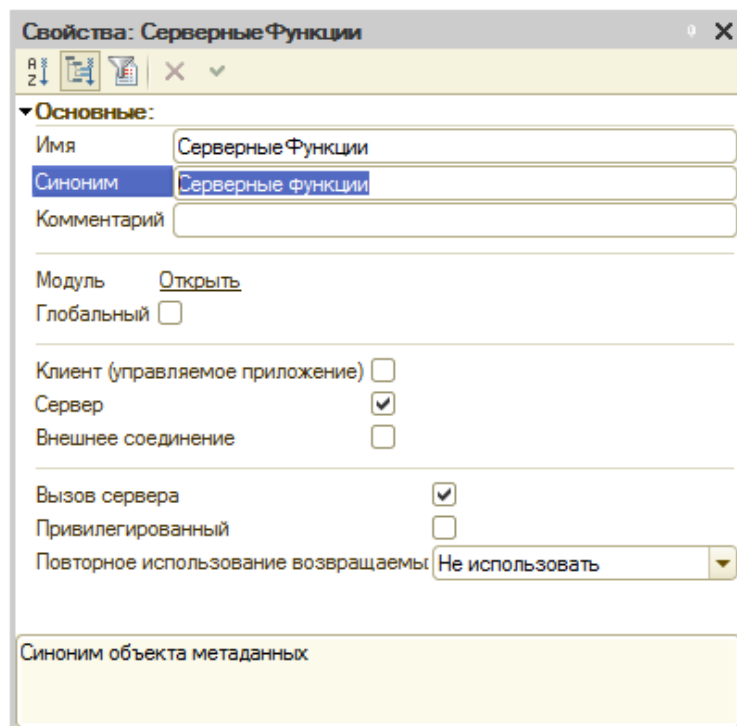 Свойства: СерверныеФункции
Основные:
Имя СерверныеФункции
Синоним Серверные функции
Комментарий
Модуль Открыть
Глобальный
Клиент (управляемое приложение)
Сервер
Внешнее соединение
Вызов сервера
Привилегированный
Повторное использование возвращаемы Не использовать
Синоним объекта метаданных